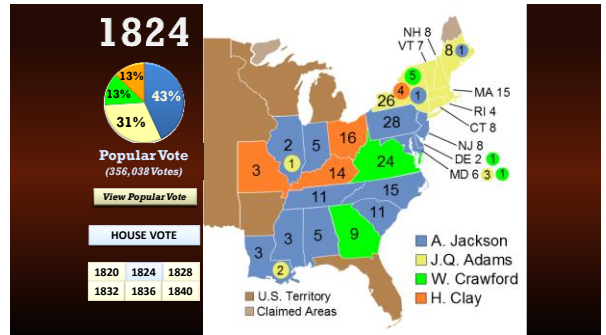 1824
13%
13%
43%
31%
Popular Vote
(356,038 Votes)
View Popular Vote
HOUSE VOTE
1820 1824 1828
1832 1836 1840
NH 8
VT 7
8 1
5
4 1
26
MA 15
RI 4
CT 8
28
NJ 8
DE 2 1
MD 6 3 1
2 5 16
1
3
14
24
11
15
11
3 5 9
3
2
A. Jackson
J.Q. Adams
W. Crawford
H. Clay
U.S. Territory
Claimed Areas